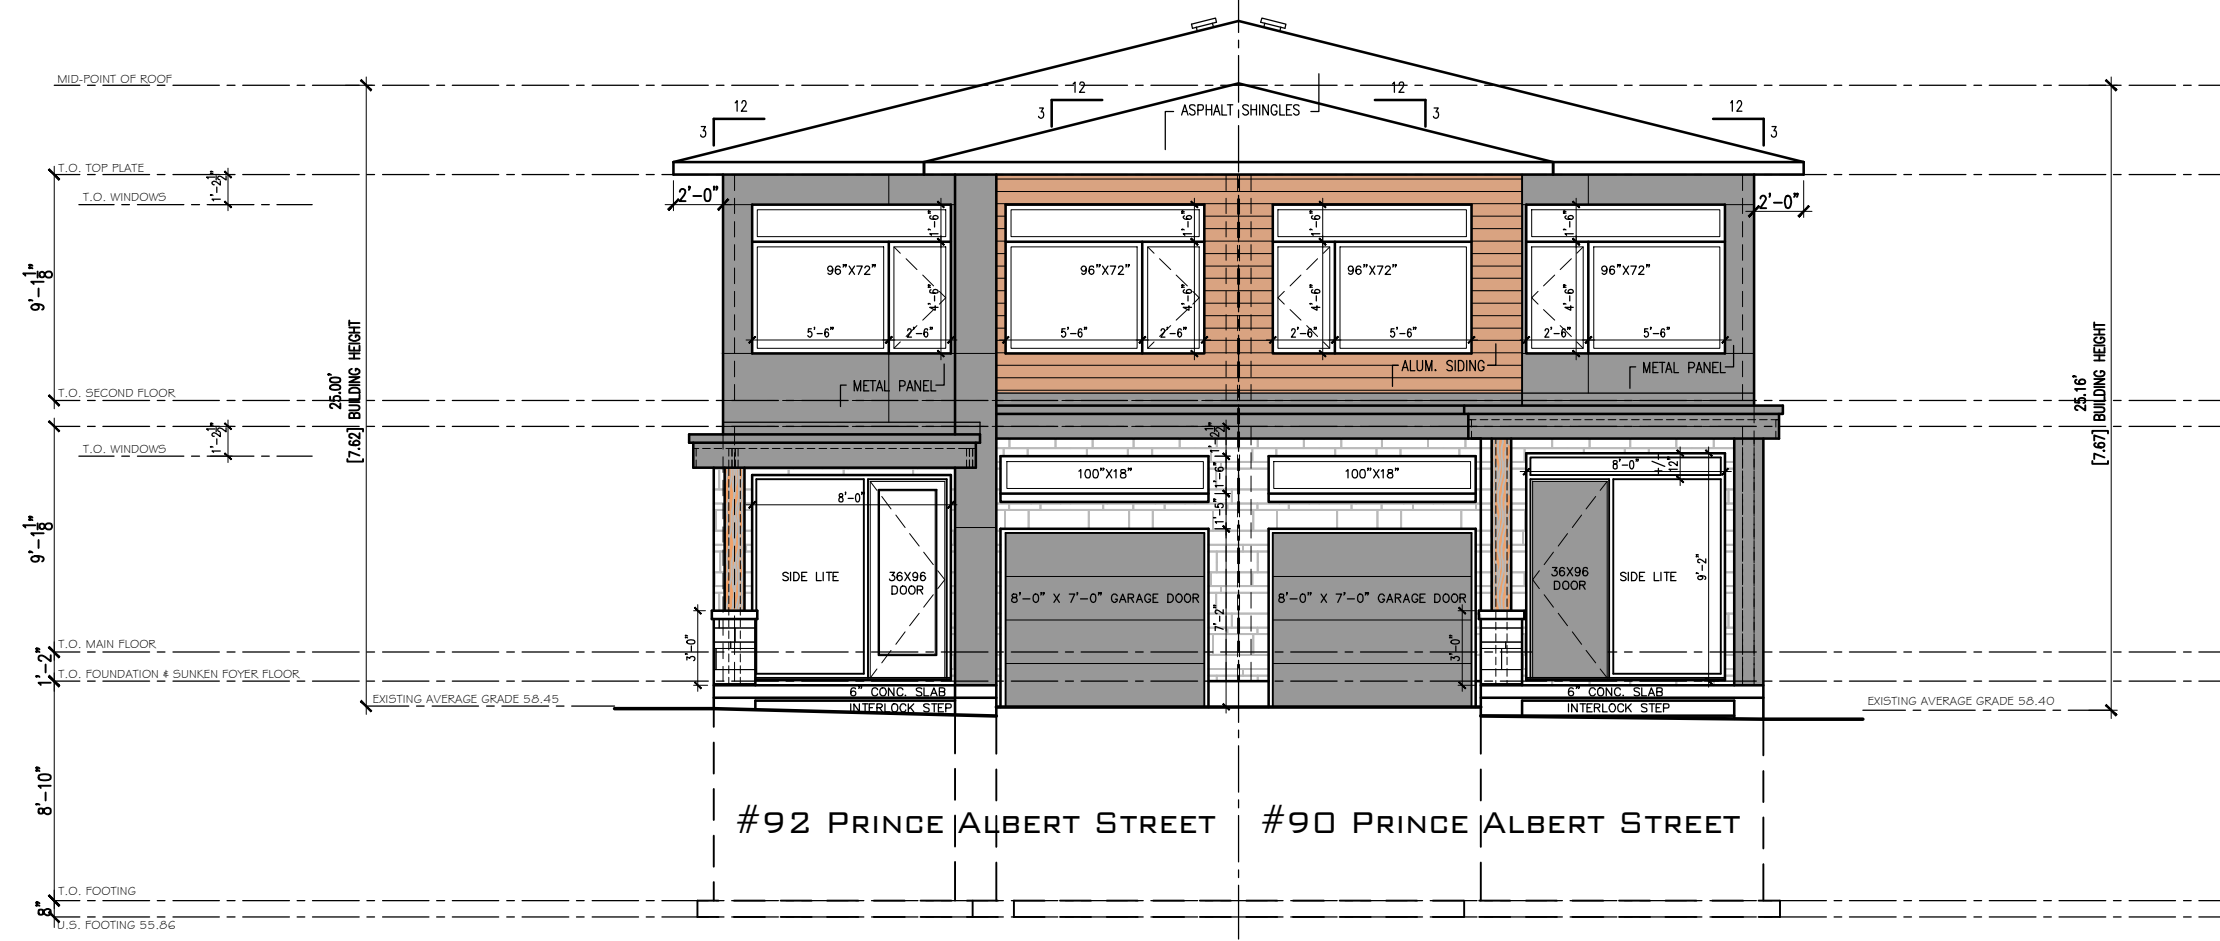 MID-POINT OF ROOF
12
12
12
12
3
3
3
3
ASPHALT SHINGLES
T.O. TOP PLATE
1'-2 1/2"
T.O. WINDOWS
2'-0"
2'-0"
1'-6"
1'-6"
1'-6"
1'-6"
9'-1 1/8"
96"X72"
96"X72"
96"X72"
96"X72"
4'-6"
4'-6"
4'-6"
4'-6"
5'-6"
2'-6"
5'-6"
2'-6"
2'-6"
5'-6"
2'-6"
5'-6"
METAL PANEL
ALUM. SIDING
METAL PANEL
T.O. SECOND FLOOR
25.00'
[7.62] BUILDING HEIGHT
25.16'
[7.67] BUILDING HEIGHT
1'-2 1/2"
T.O. WINDOWS
1'-2 1/2"
100"X18"
100"X18"
1'-6"
8'-0"
+/-
12"
8'-0"
1'-5"
9'-1 1/8"
SIDE LITE
36X96
DOOR
8'-0" X 7'-0" GARAGE DOOR
8'-0" X 7'-0" GARAGE DOOR
36X96
DOOR
SIDE LITE
9'-2"
7'-2"
3'-0"
3'-0"
T.O. MAIN FLOOR
1'-2"
T.O. FOUNDATION & SUNKEN FOYER FLOOR
EXISTING AVERAGE GRADE 58.45
6" CONC. SLAB
INTERLOCK STEP
6" CONC. SLAB
INTERLOCK STEP
EXISTING AVERAGE GRADE 58.40
8'-10"
#92 PRINCE ALBERT STREET
#90 PRINCE ALBERT STREET
T.O. FOOTING
8"
U.S. FOOTING 55.86